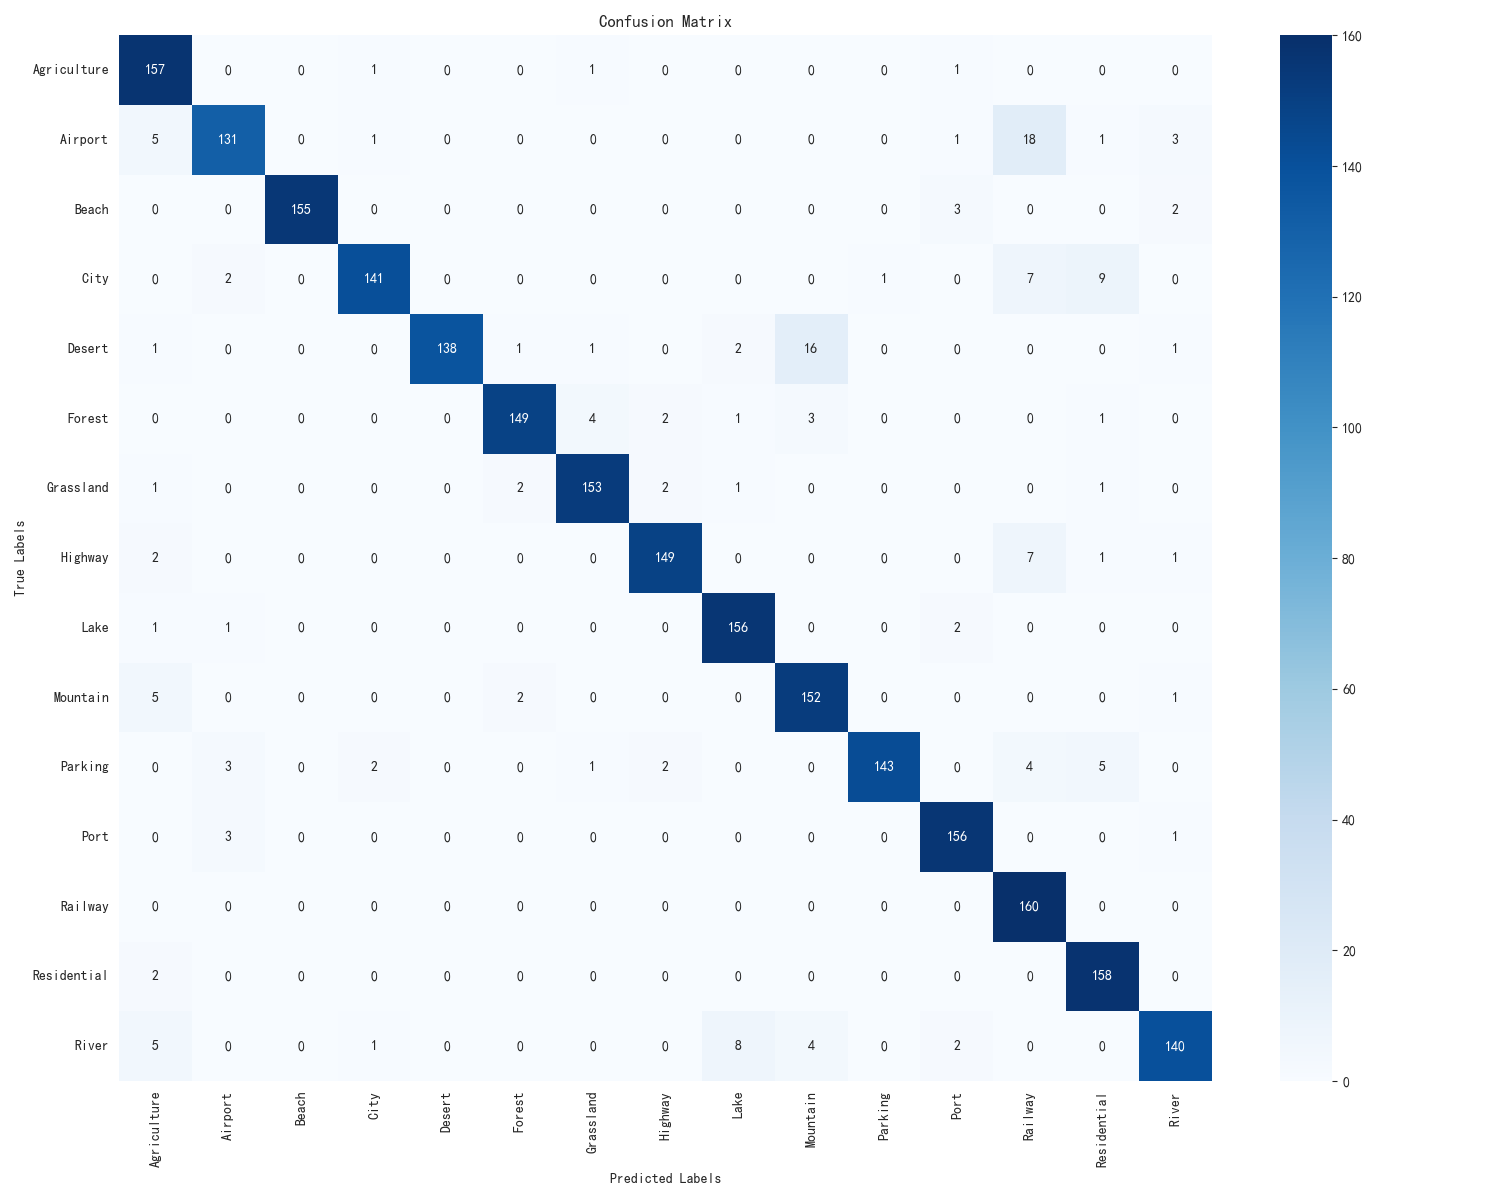 Confusion Matrix
Agriculture 157 0 0 1 0 0 1 0 0 0 0 1 0 0 0
Airport 5 131 0 1 0 0 0 0 0 0 0 1 18 1 3
Beach 0 0 155 0 0 0 0 0 0 0 0 3 0 0 2
City 0 2 0 141 0 0 0 0 0 0 1 0 7 9 0
Desert 1 0 0 0 138 1 1 0 2 16 0 0 0 0 1
Forest 0 0 0 0 0 149 4 2 1 3 0 0 0 1 0
Grassland 1 0 0 0 0 2 153 2 1 0 0 0 0 1 0
Highway 2 0 0 0 0 0 0 149 0 0 0 0 7 1 1
Lake 1 1 0 0 0 0 0 0 156 0 0 2 0 0 0
Mountain 5 0 0 0 0 2 0 0 0 152 0 0 0 0 1
Parking 0 3 0 2 0 0 1 2 0 0 143 0 4 5 0
Port 0 3 0 0 0 0 0 0 0 0 0 156 0 0 1
Railway 0 0 0 0 0 0 0 0 0 0 0 0 160 0 0
Residential 2 0 0 0 0 0 0 0 0 0 0 0 0 158 0
River 5 0 0 1 0 0 0 0 8 4 0 2 0 0 140
True Labels
Agriculture Airport Beach City Desert Forest Grassland Highway Lake Mountain Parking Port Railway Residential River
Predicted Labels
160
140
120
100
80
60
40
20
0